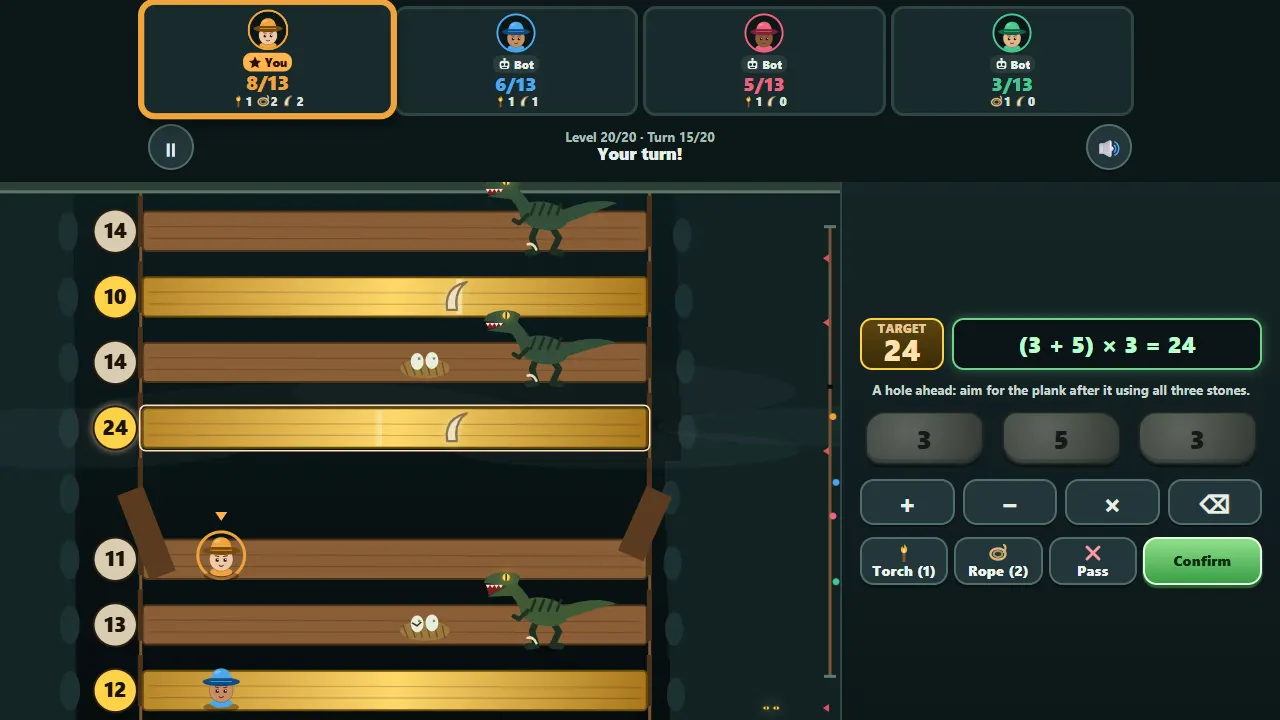 ★ You
8/13
1 2 2
Bot
6/13
1 1
Bot
5/13
1 0
Bot
3/13
1 0
Level 20/20 · Turn 15/20
Your turn!
14
10
14
24
11
13
12
TARGET
24
(3 + 5) × 3 = 24
A hole ahead: aim for the plank after it using all three stones.
3 5 3
+ − × ⌫
Torch (1) Rope (2) Pass Confirm